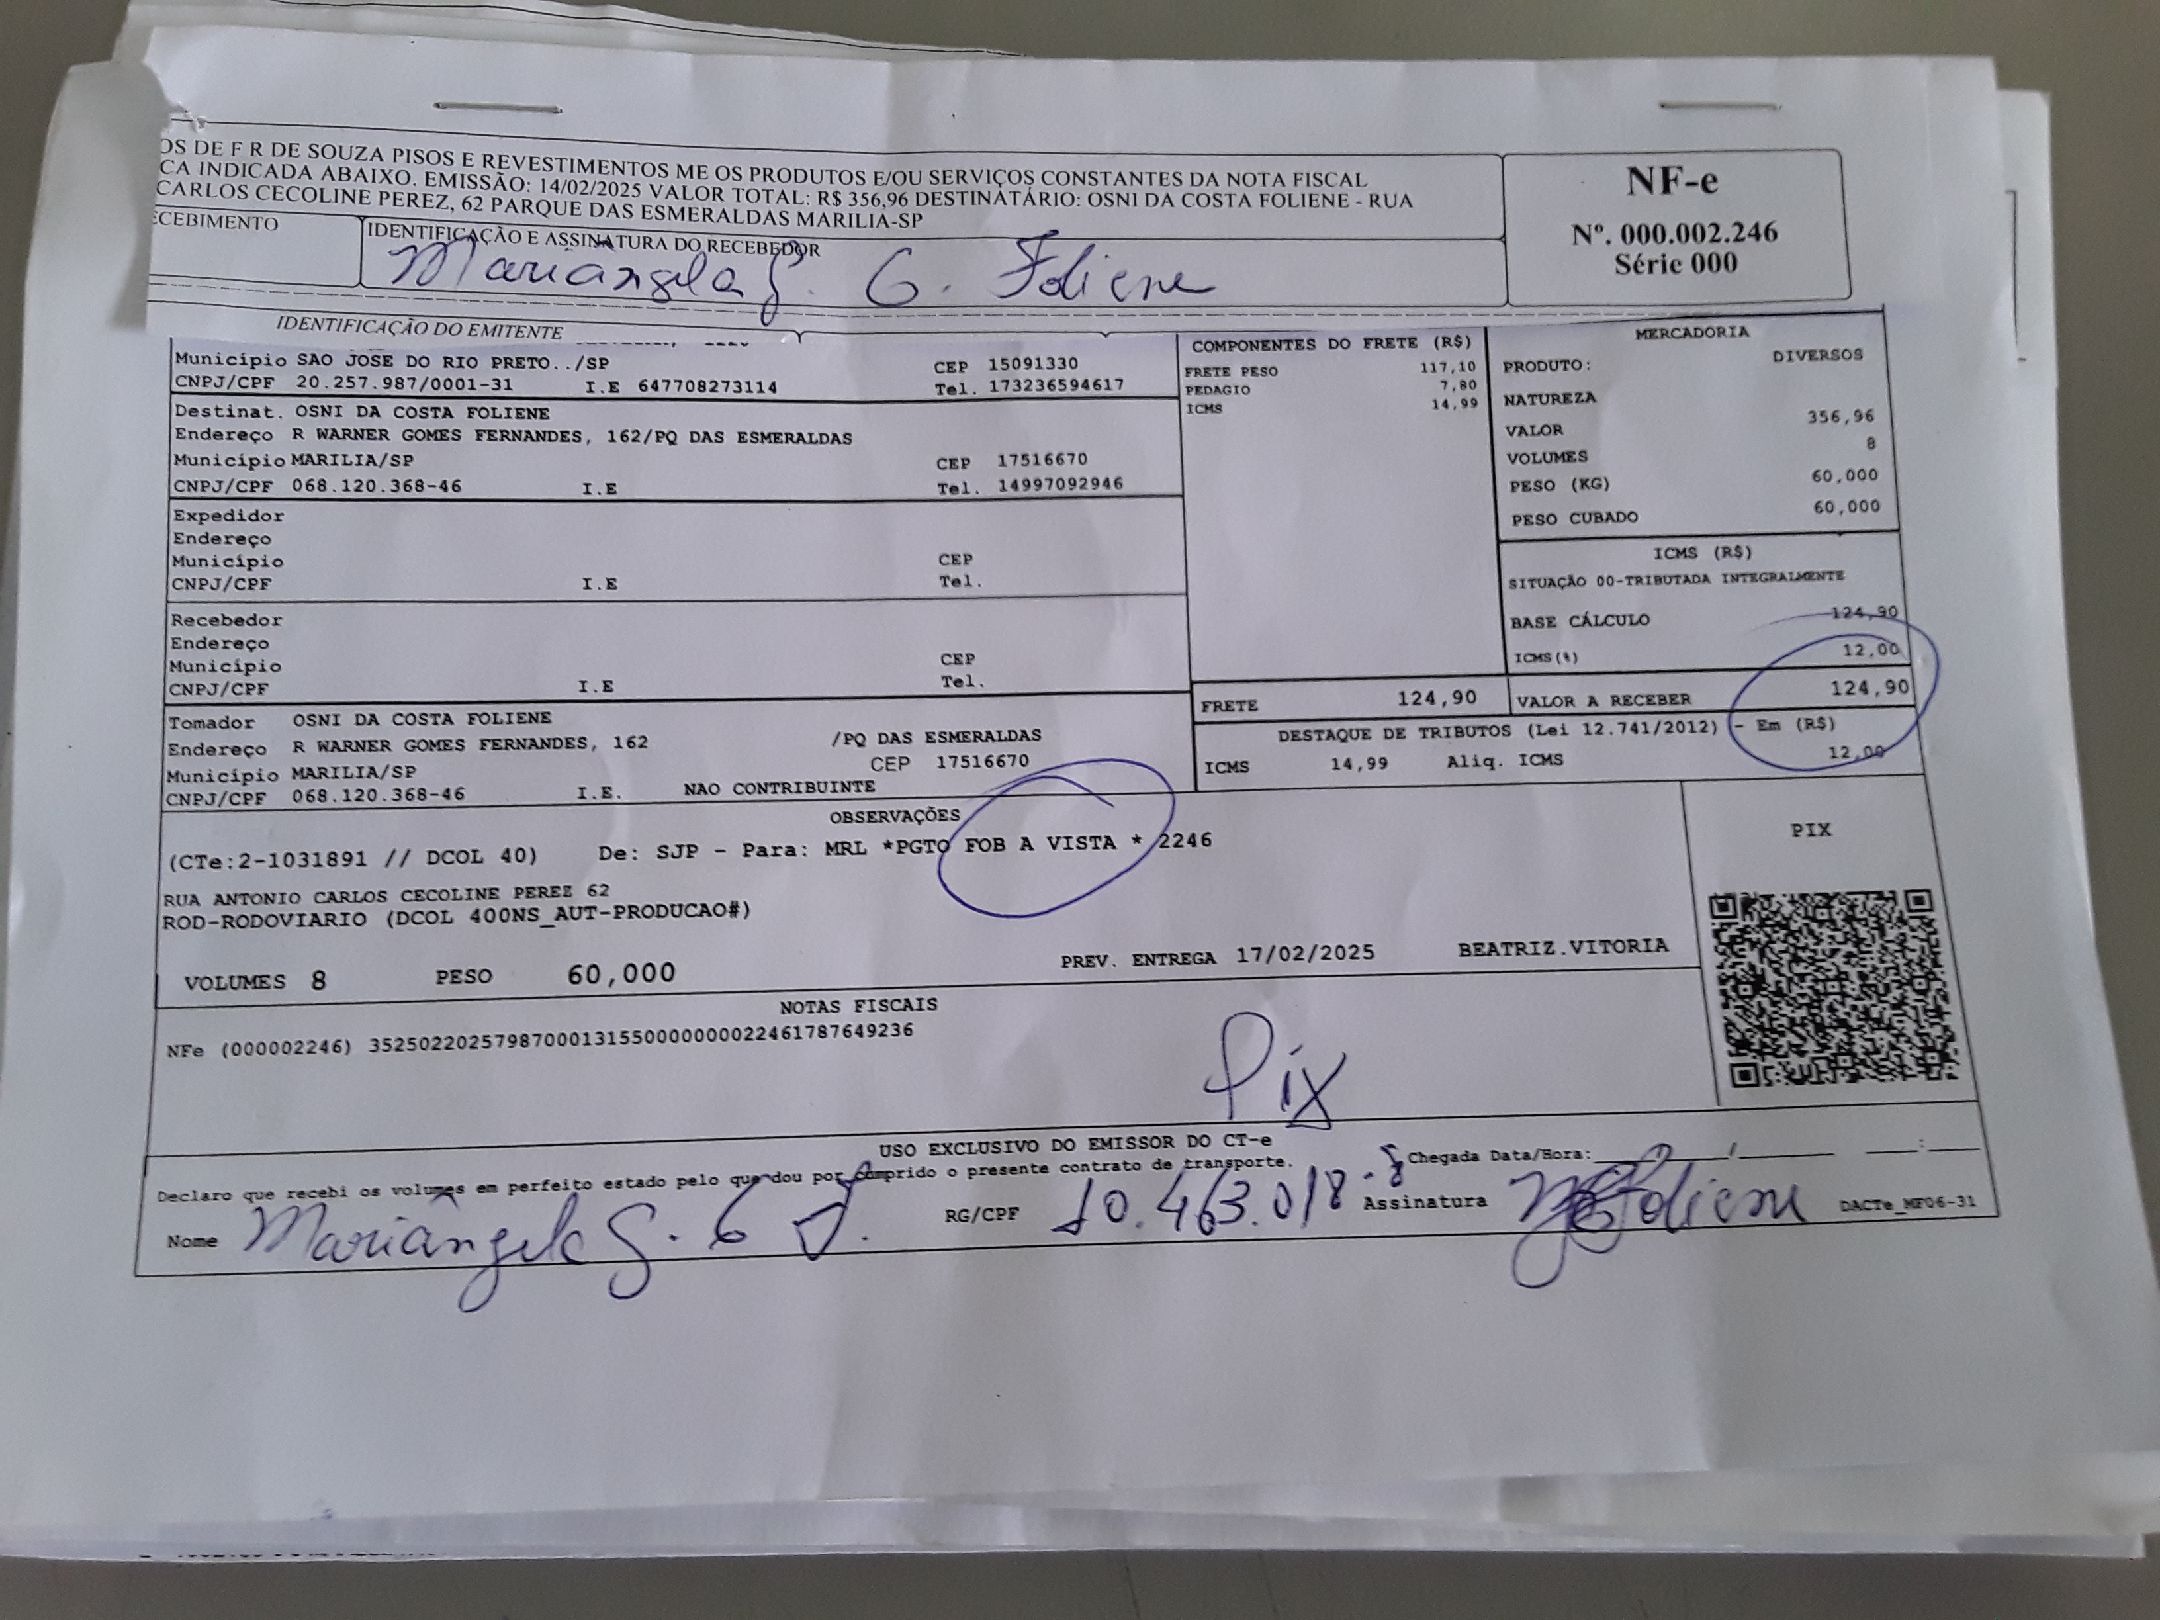 OS DE F R DE SOUZA PISOS E REVESTIMENTOS ME OS PRODUTOS E/OU SERVIÇOS CONSTANTES DA NOTA FISCAL
CA INDICADA ABAIXO. EMISSÃO: 14/02/2025 VALOR TOTAL: R$ 356,96 DESTINATÁRIO: OSNI DA COSTA FOLIENE - RUA
CARLOS CECOLINE PEREZ, 62 PARQUE DAS ESMERALDAS MARILIA-SP
NF-e
Nº. 000.002.246
Série 000
ECEBIMENTO
IDENTIFICAÇÃO E ASSINATURA DO RECEBEDOR
Mariângela S. G. Foliene
IDENTIFICAÇÃO DO EMITENTE
Município SAO JOSE DO RIO PRETO../SP CEP 15091330
CNPJ/CPF 20.257.987/0001-31 I.E 647708273114 Tel. 173236594617
Destinat. OSNI DA COSTA FOLIENE
Endereço R WARNER GOMES FERNANDES, 162/PQ DAS ESMERALDAS
Município MARILIA/SP CEP 17516670
CNPJ/CPF 068.120.368-46 I.E Tel. 14997092946
Expedidor
Endereço
Município CEP
CNPJ/CPF I.E Tel.
Recebedor
Endereço
Município CEP
CNPJ/CPF I.E Tel.
Tomador OSNI DA COSTA FOLIENE
Endereço R WARNER GOMES FERNANDES, 162 /PQ DAS ESMERALDAS
Município MARILIA/SP CEP 17516670
CNPJ/CPF 068.120.368-46 I.E. NAO CONTRIBUINTE
COMPONENTES DO FRETE (R$)
FRETE PESO 117,10
PEDAGIO 7,80
ICMS 14,99
MERCADORIA
PRODUTO: DIVERSOS
NATUREZA
VALOR 356,96
VOLUMES 8
PESO (KG) 60,000
PESO CUBADO 60,000
ICMS (R$)
SITUAÇÃO 00-TRIBUTADA INTEGRALMENTE
BASE CÁLCULO 124,90
ICMS(%) 12,00
FRETE 124,90 VALOR A RECEBER 124,90
DESTAQUE DE TRIBUTOS (Lei 12.741/2012) - Em (R$)
ICMS 14,99 Aliq. ICMS 12,00
OBSERVAÇÕES
(CTe:2-1031891 // DCOL 40) De: SJP - Para: MRL *PGTO FOB A VISTA * 2246
RUA ANTONIO CARLOS CECOLINE PEREZ 62
ROD-RODOVIARIO (DCOL 400NS_AUT-PRODUCAO#)
VOLUMES 8 PESO 60,000 PREV. ENTREGA 17/02/2025 BEATRIZ.VITORIA
PIX
NOTAS FISCAIS
NFe (000002246) 35250220257987000131550000000022461787649236
Pix
USO EXCLUSIVO DO EMISSOR DO CT-e
Declaro que recebi os volumes em perfeito estado pelo que dou por comprido o presente contrato de transporte. Chegada Data/Hora:____/____ __:__
Nome Mariângela S. G F. RG/CPF 10.463.018-8 Assinatura Foliene DACTe_MF06-31